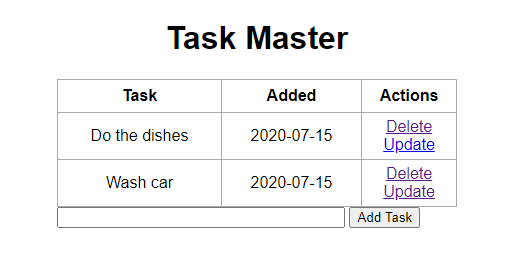 Task Master
Task Added Actions
Do the dishes 2020-07-15 Delete
Update
Wash car 2020-07-15 Delete
Update
Add Task